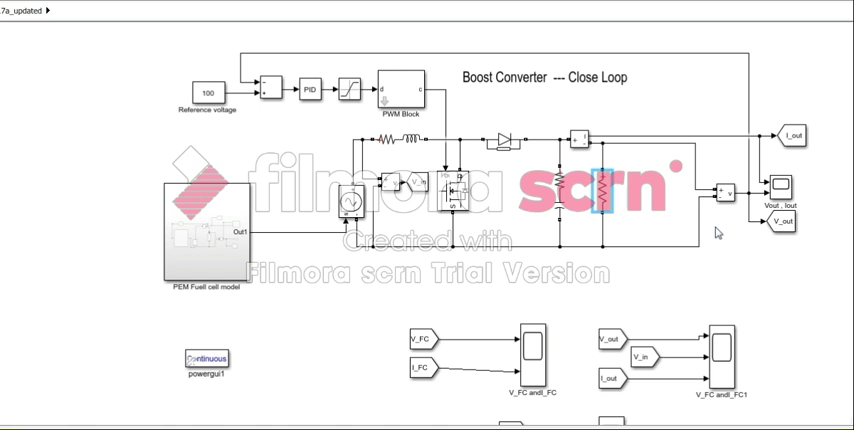 7a_updated
Boost Converter --- Close Loop
100
Reference voltage
PID
d
c
PWM Block
I_out
V_in
filmora scrn
Created with
Filmora scrn Trial Version
Out1
PEM Fuell cell model
v
Vout , Iout
V_out
Continuous
powergui1
V_FC
I_FC
V_FC andI_FC
V_out
V_in
I_out
V_FC andI_FC1